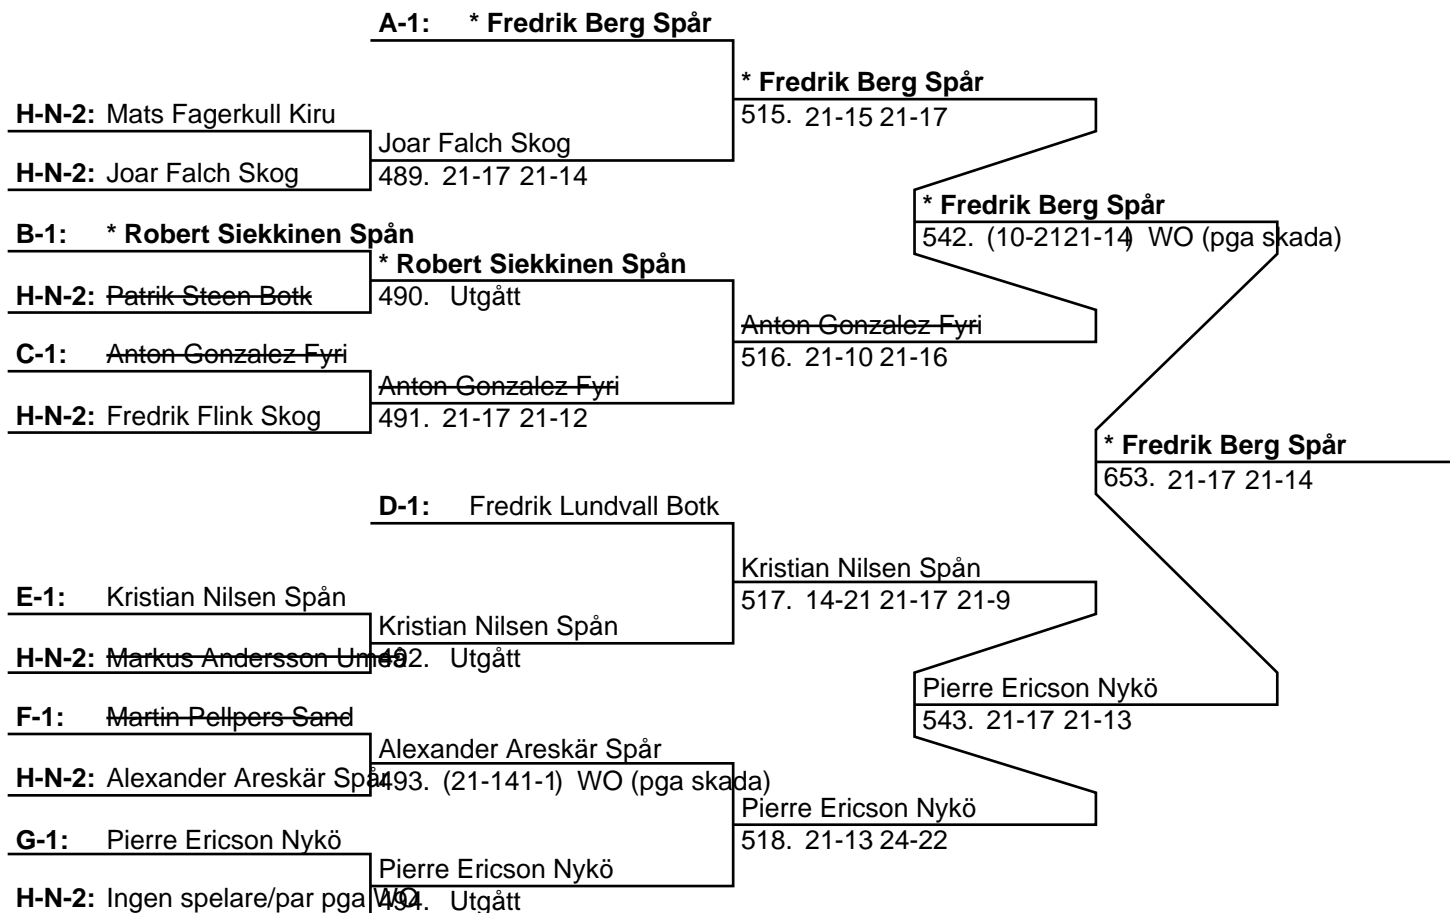 A-1: * Fredrik Berg Spår
* Fredrik Berg Spår
H-N-2: Mats Fagerkull Kiru
515. 21-15 21-17
Joar Falch Skog
H-N-2: Joar Falch Skog
489. 21-17 21-14
* Fredrik Berg Spår
B-1: * Robert Siekkinen Spån
542. (10-2121-14) WO (pga skada)
* Robert Siekkinen Spån
H-N-2: Patrik Steen Botk
490. Utgått
Anton Gonzalez Fyri
C-1: Anton Gonzalez Fyri
516. 21-10 21-16
Anton Gonzalez Fyri
H-N-2: Fredrik Flink Skog
491. 21-17 21-12
* Fredrik Berg Spår
653. 21-17 21-14
D-1: Fredrik Lundvall Botk
Kristian Nilsen Spån
E-1: Kristian Nilsen Spån
517. 14-21 21-17 21-9
Kristian Nilsen Spån
H-N-2: Markus Andersson Umeå
492. Utgått
Pierre Ericson Nykö
F-1: Martin Pellpers Sand
543. 21-17 21-13
Alexander Areskär Spår
H-N-2: Alexander Areskär Spår
493. (21-141-1) WO (pga skada)
Pierre Ericson Nykö
G-1: Pierre Ericson Nykö
518. 21-13 24-22
Pierre Ericson Nykö
H-N-2: Ingen spelare/par pga WO
494. Utgått